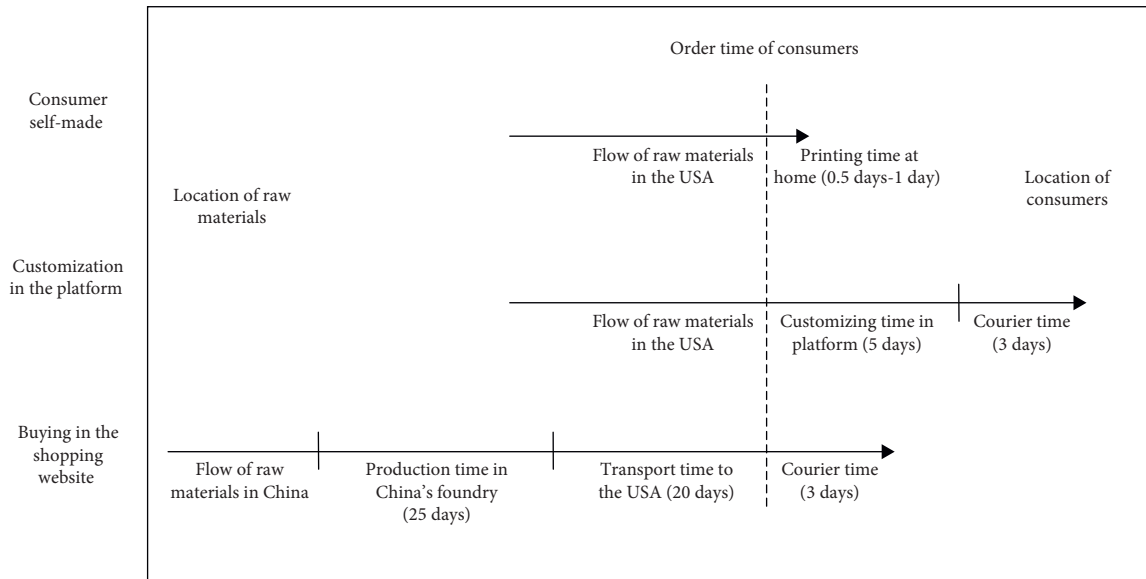 Order time of consumers
Consumer
self-made
Flow of raw materials
in the USA
Printing time at
home (0.5 days-1 day)
Location of raw
materials
Location of
consumers
Customization
in the platform
Flow of raw materials
in the USA
Customizing time in
platform (5 days)
Courier time
(3 days)
Buying in the
shopping
website
Flow of raw
materials in China
Production time in
China's foundry
(25 days)
Transport time to
the USA (20 days)
Courier time
(3 days)